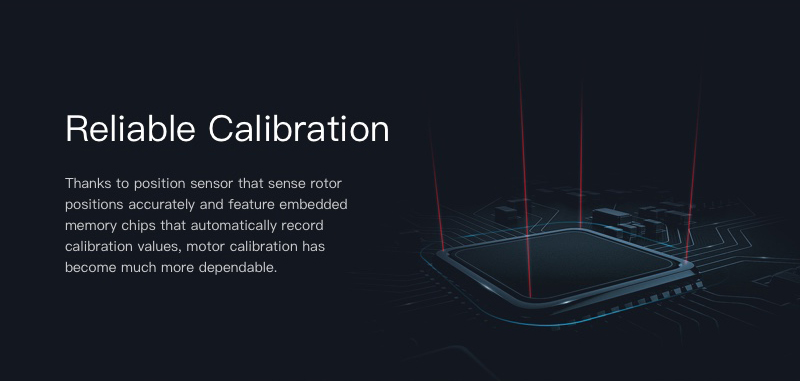 Reliable Calibration
Thanks to position sensor that sense rotor
positions accurately and feature embedded
memory chips that automatically record
calibration values, motor calibration has
become much more dependable.